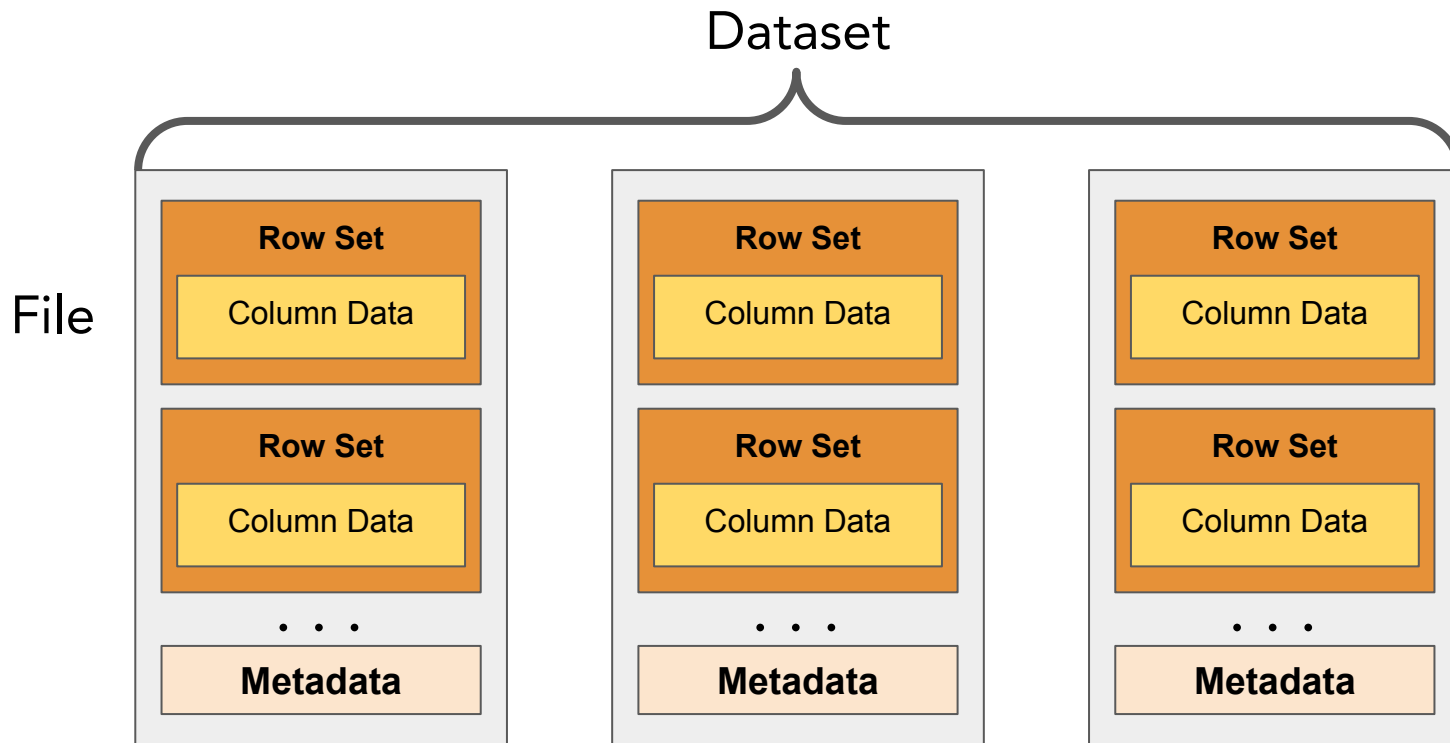 Dataset
File
Row Set
Column Data
Row Set
Column Data
. . .
Metadata
Row Set
Column Data
Row Set
Column Data
. . .
Metadata
Row Set
Column Data
Row Set
Column Data
. . .
Metadata